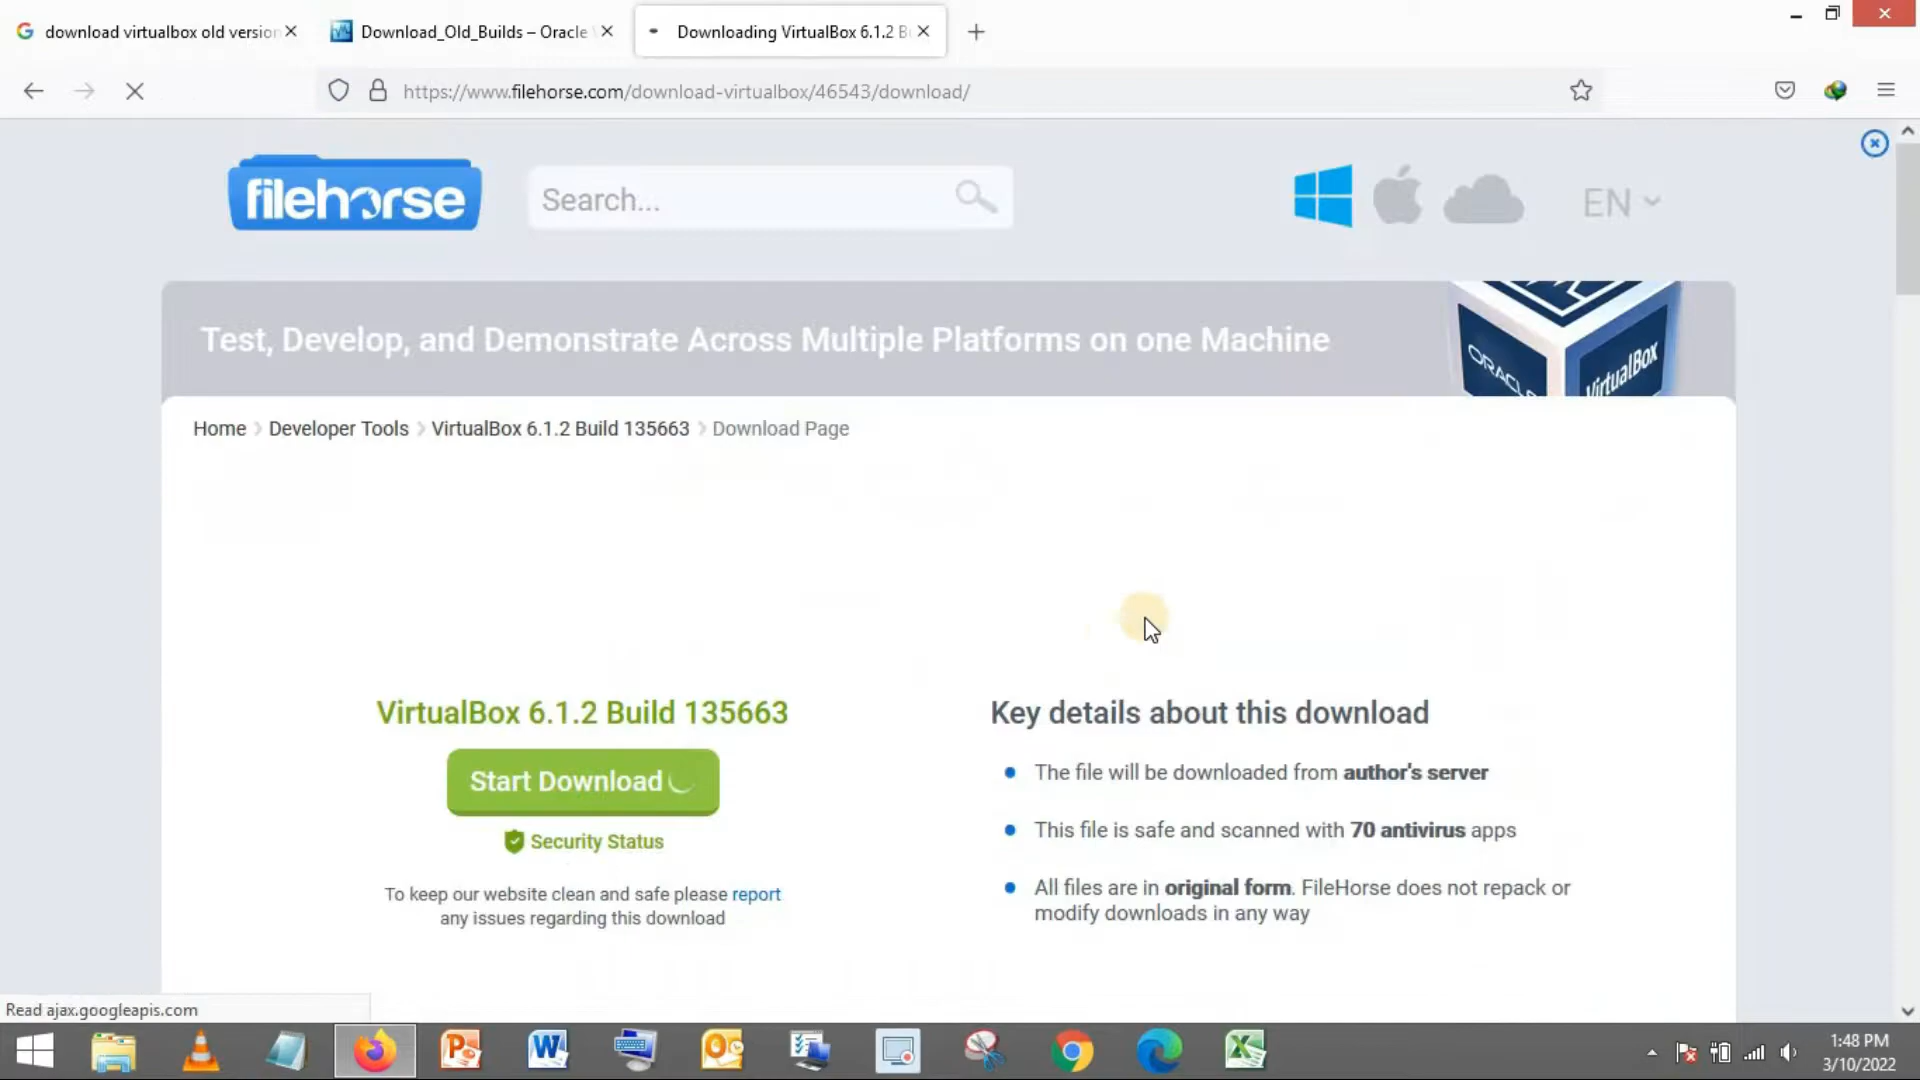 download virtualbox old version
Download_Old_Builds – Oracle
Downloading VirtualBox 6.1.2 B
https://www.filehorse.com/download-virtualbox/46543/download/
filehorse
Search...
EN
Test, Develop, and Demonstrate Across Multiple Platforms on one Machine
ORACLE
VirtualBox
Home > Developer Tools > VirtualBox 6.1.2 Build 135663 > Download Page
VirtualBox 6.1.2 Build 135663
Start Download
Security Status
To keep our website clean and safe please report
any issues regarding this download
Key details about this download
The file will be downloaded from author's server
This file is safe and scanned with 70 antivirus apps
All files are in original form. FileHorse does not repack or
modify downloads in any way
Read ajax.googleapis.com
1:48 PM
3/10/2022